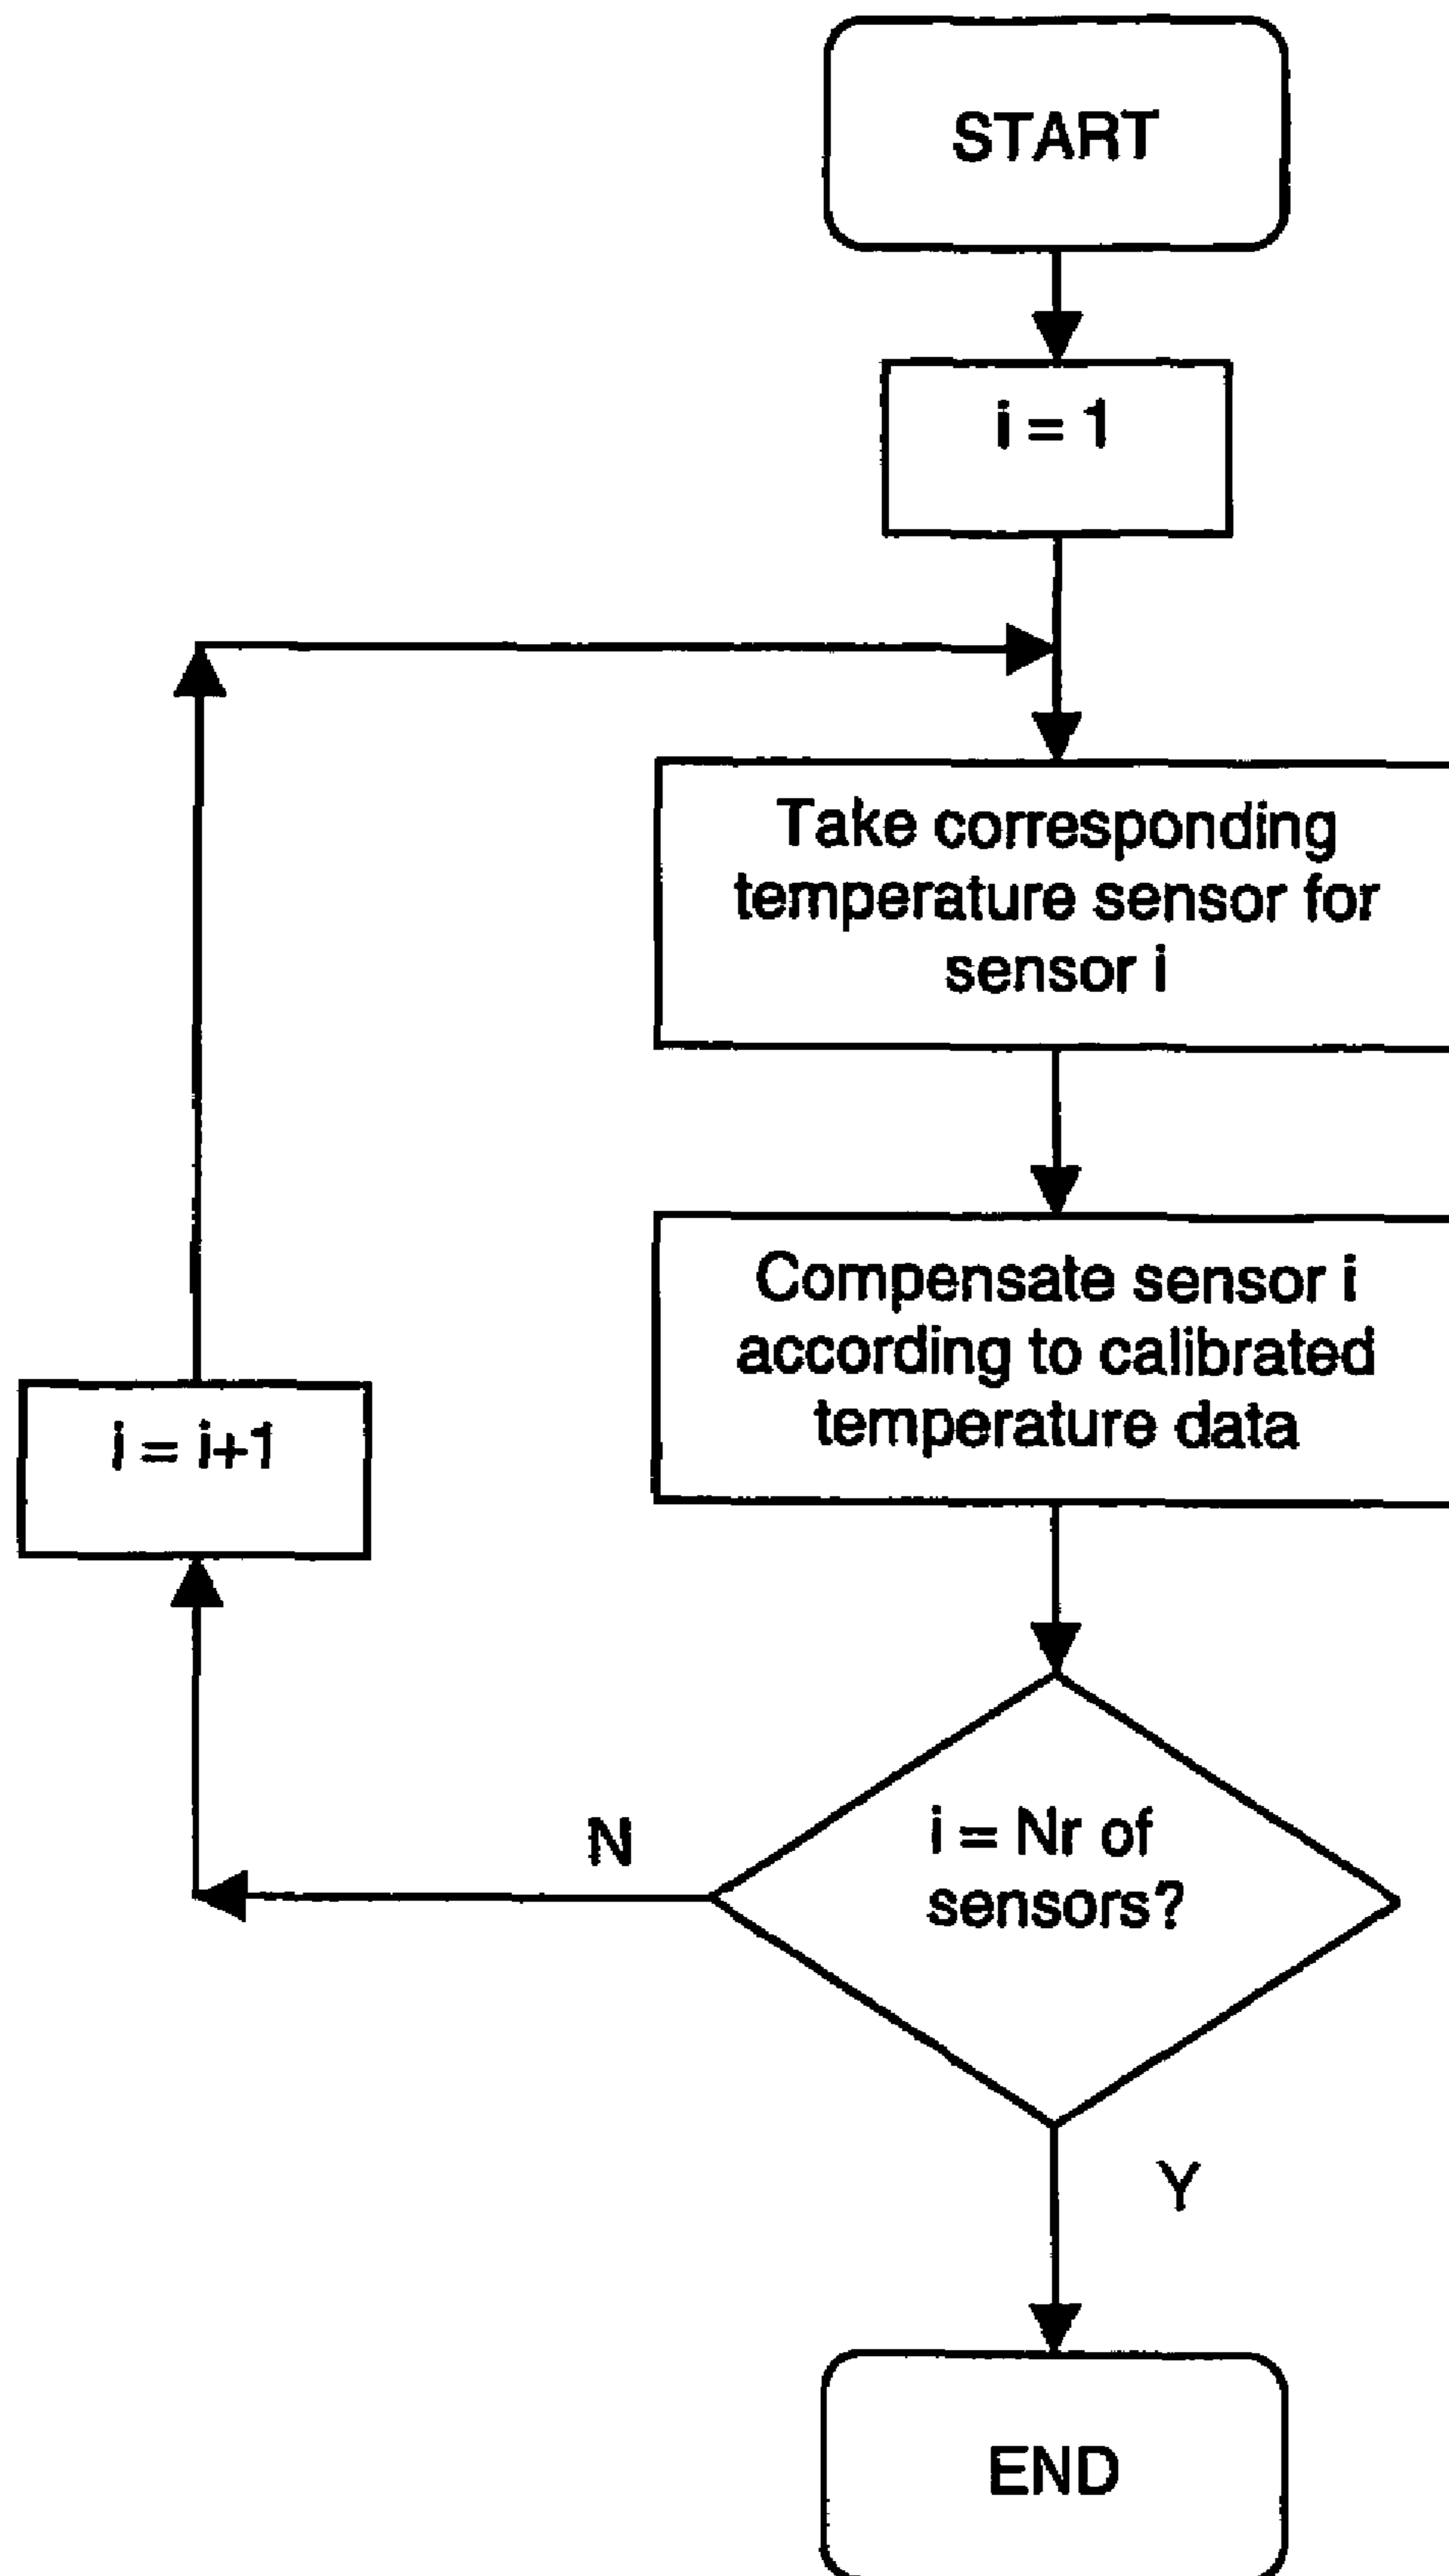 START
i = 1
Take corresponding
temperature sensor for
sensor i
Compensate sensor i
according to calibrated
temperature data
i = i+1
N
i = Nr of
sensors?
Y
END